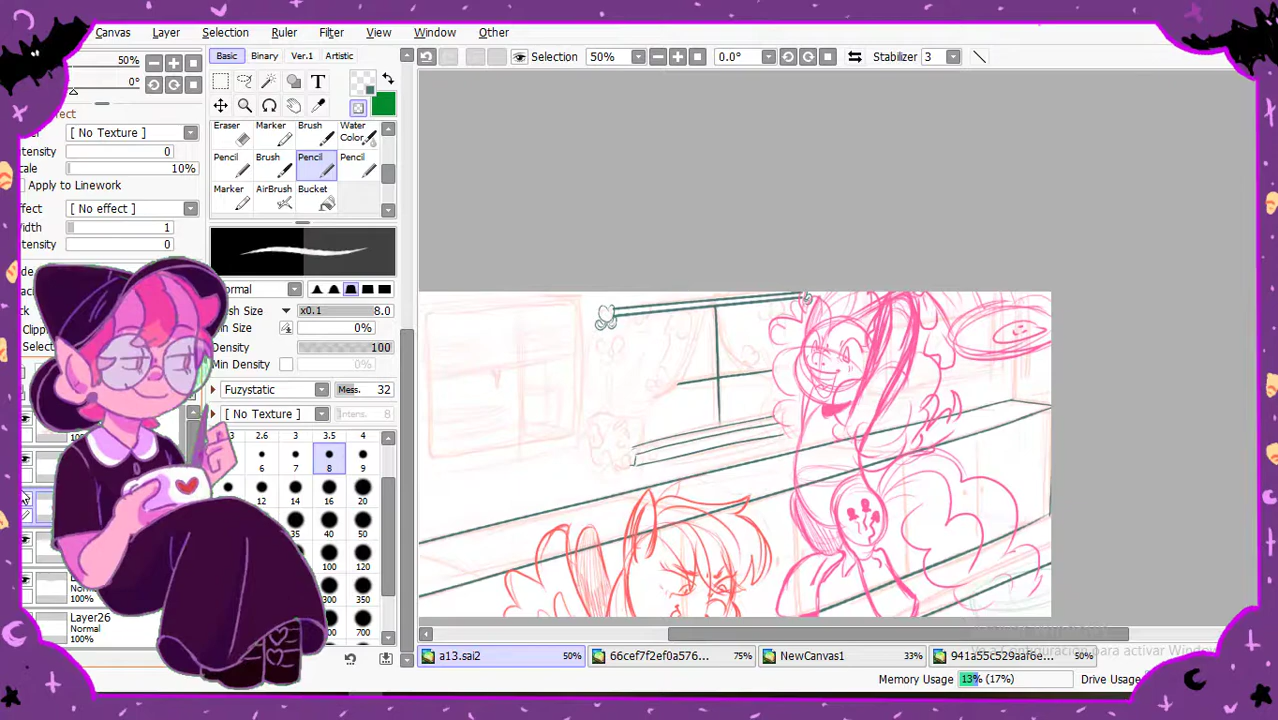 Canvas Layer Selection Ruler Filter View Window Other
50% Basic Binary Ver.1 Artistic Selection 50% 0.0° Stabilizer 3
0°
[ No Texture ]
0
10%
Apply to Linework
[ No effect ]
1
0
Eraser Marker Brush Water Color
Pencil Brush Pencil Pencil
Marker AirBrush Bucket
8.0
x0.1
0%
Density 100
Min Density 0%
Fuzystatic Mess. 32
[ No Texture ] Intens. 8
2.6 3 3.5 4
6 7 8 9
12 14 16 20
35 40 50
100 120
300 350
700
Layer26
Normal
100%
a13.sai2 50% 66cef7f2ef0a576... 75% NewCanvas1 33% 941a55c529aaf6e... 50%
Memory Usage 13% (17%) Drive Usage